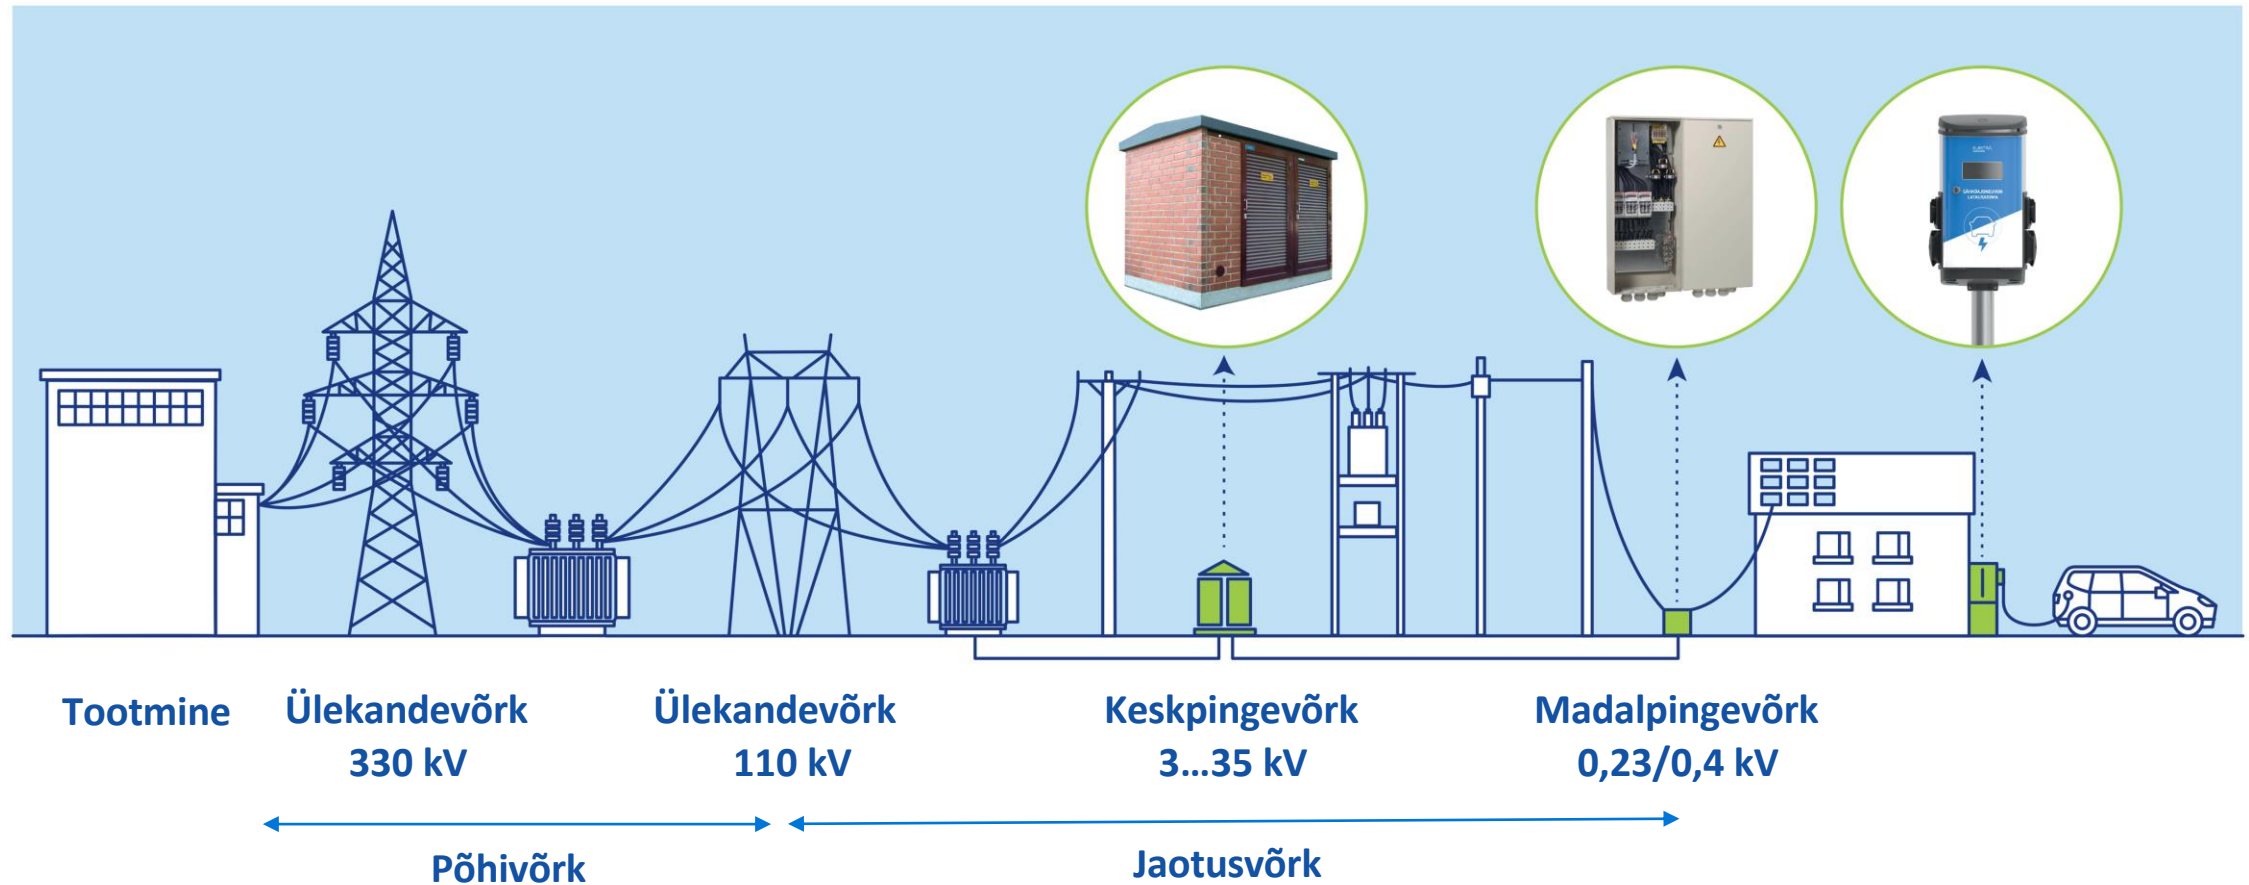 Tootmine
Ülekandevõrk
330 kV
Ülekandevõrk
110 kV
Keskpingevõrk
3...35 kV
Madalpingevõrk
0,23/0,4 kV
Põhivõrk
Jaotusvõrk